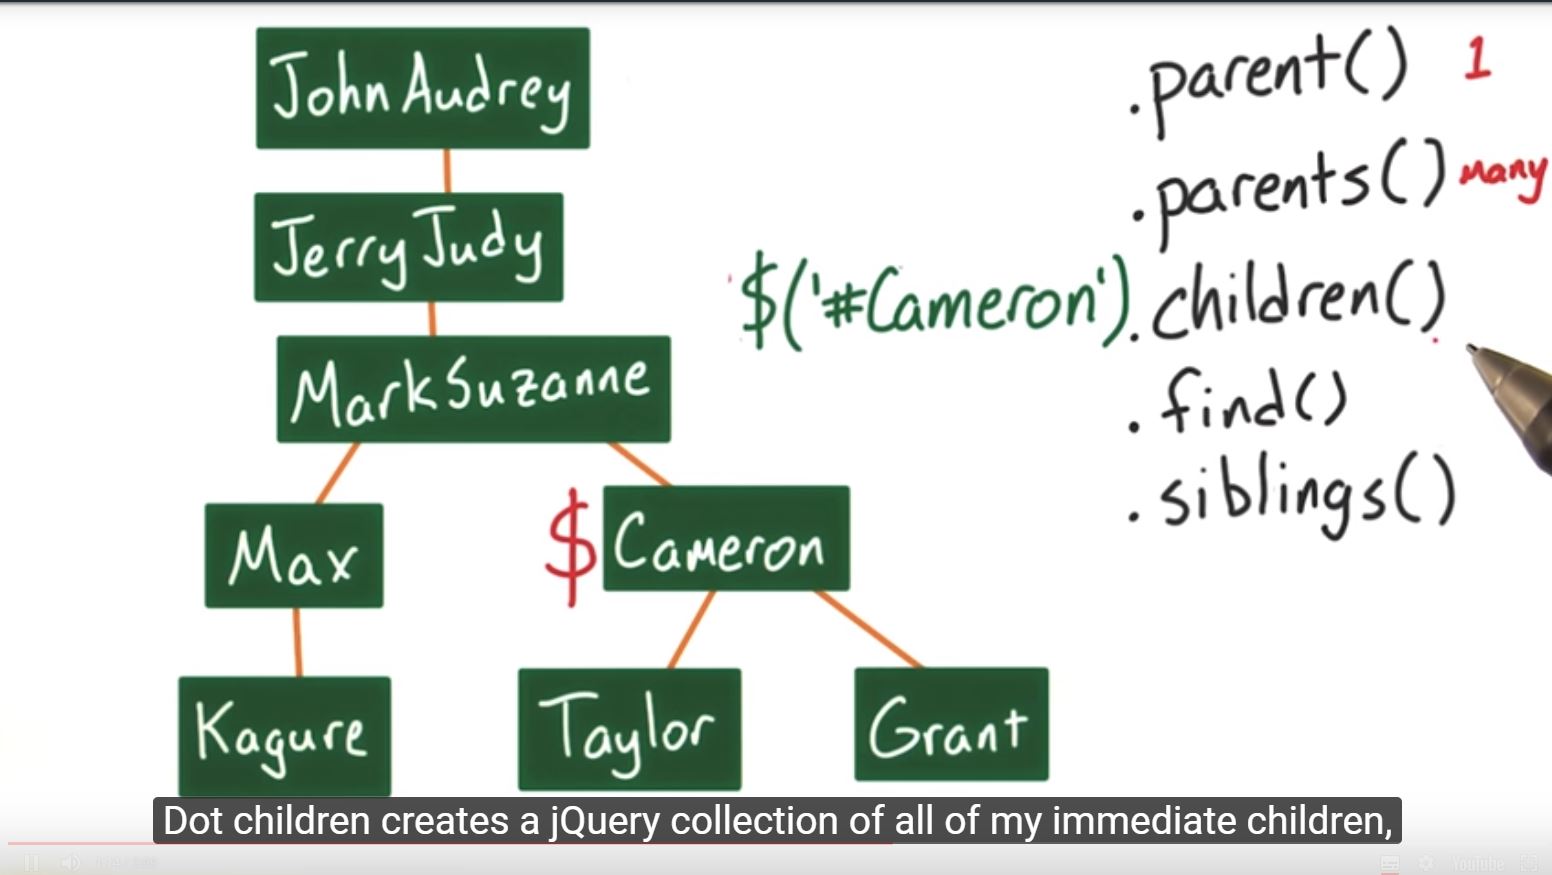 John Audrey
Jerry Judy
Mark Suzanne
Max
$ Cameron
Kagure
Taylor
Grant
.parent() 1
.parents() Many
$('#Cameron').children()
.find()
.siblings()
Dot children creates a jQuery collection of all of my immediate children,
YouTube